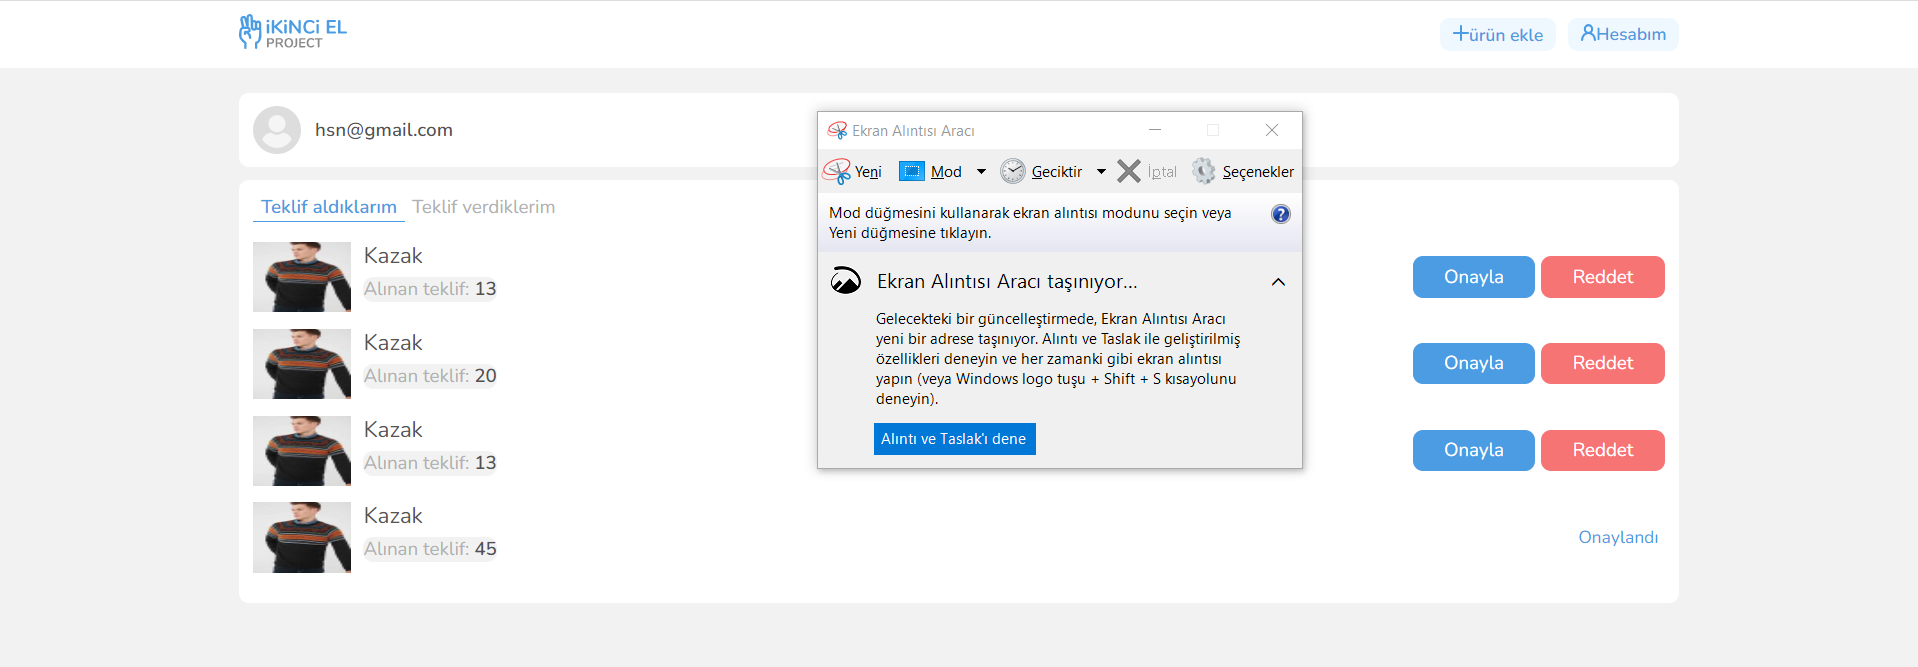 iKiNCi EL
PROJECT
ürün ekle
Hesabım
hsn@gmail.com
Teklif aldıklarım
Teklif verdiklerim
Kazak
Alınan teklif: 13
Onayla
Reddet
Kazak
Alınan teklif: 20
Onayla
Reddet
Kazak
Alınan teklif: 13
Onayla
Reddet
Kazak
Alınan teklif: 45
Onaylandı
Ekran Alıntısı Aracı
Yeni
Mod
Geciktir
İptal
Seçenekler
Mod düğmesini kullanarak ekran alıntısı modunu seçin veya
Yeni düğmesine tıklayın.
Ekran Alıntısı Aracı taşınıyor...
Gelecekteki bir güncelleştirmede, Ekran Alıntısı Aracı
yeni bir adrese taşınıyor. Alıntı ve Taslak ile geliştirilmiş
özellikleri deneyin ve her zamanki gibi ekran alıntısı
yapın (veya Windows logo tuşu + Shift + S kısayolunu
deneyin).
Alıntı ve Taslak'ı dene